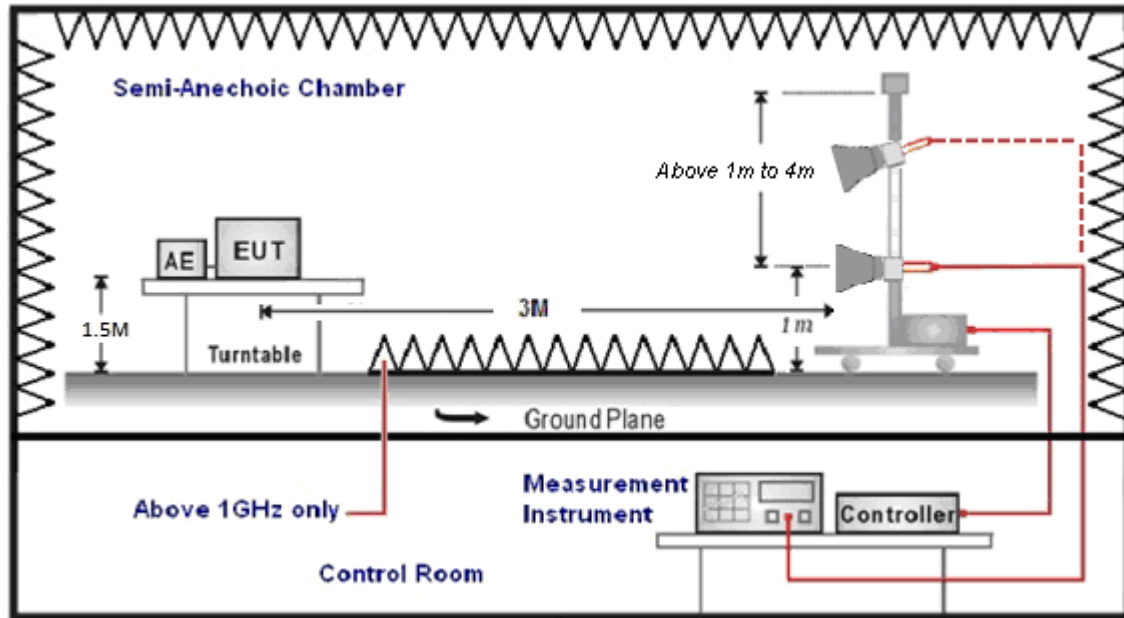 Semi-Anechoic Chamber
Above 1m to 4m
AE
EUT
3M
1m
1.5M
Turntable
Ground Plane
Above 1GHz only
Measurement
Instrument
Controller
Control Room